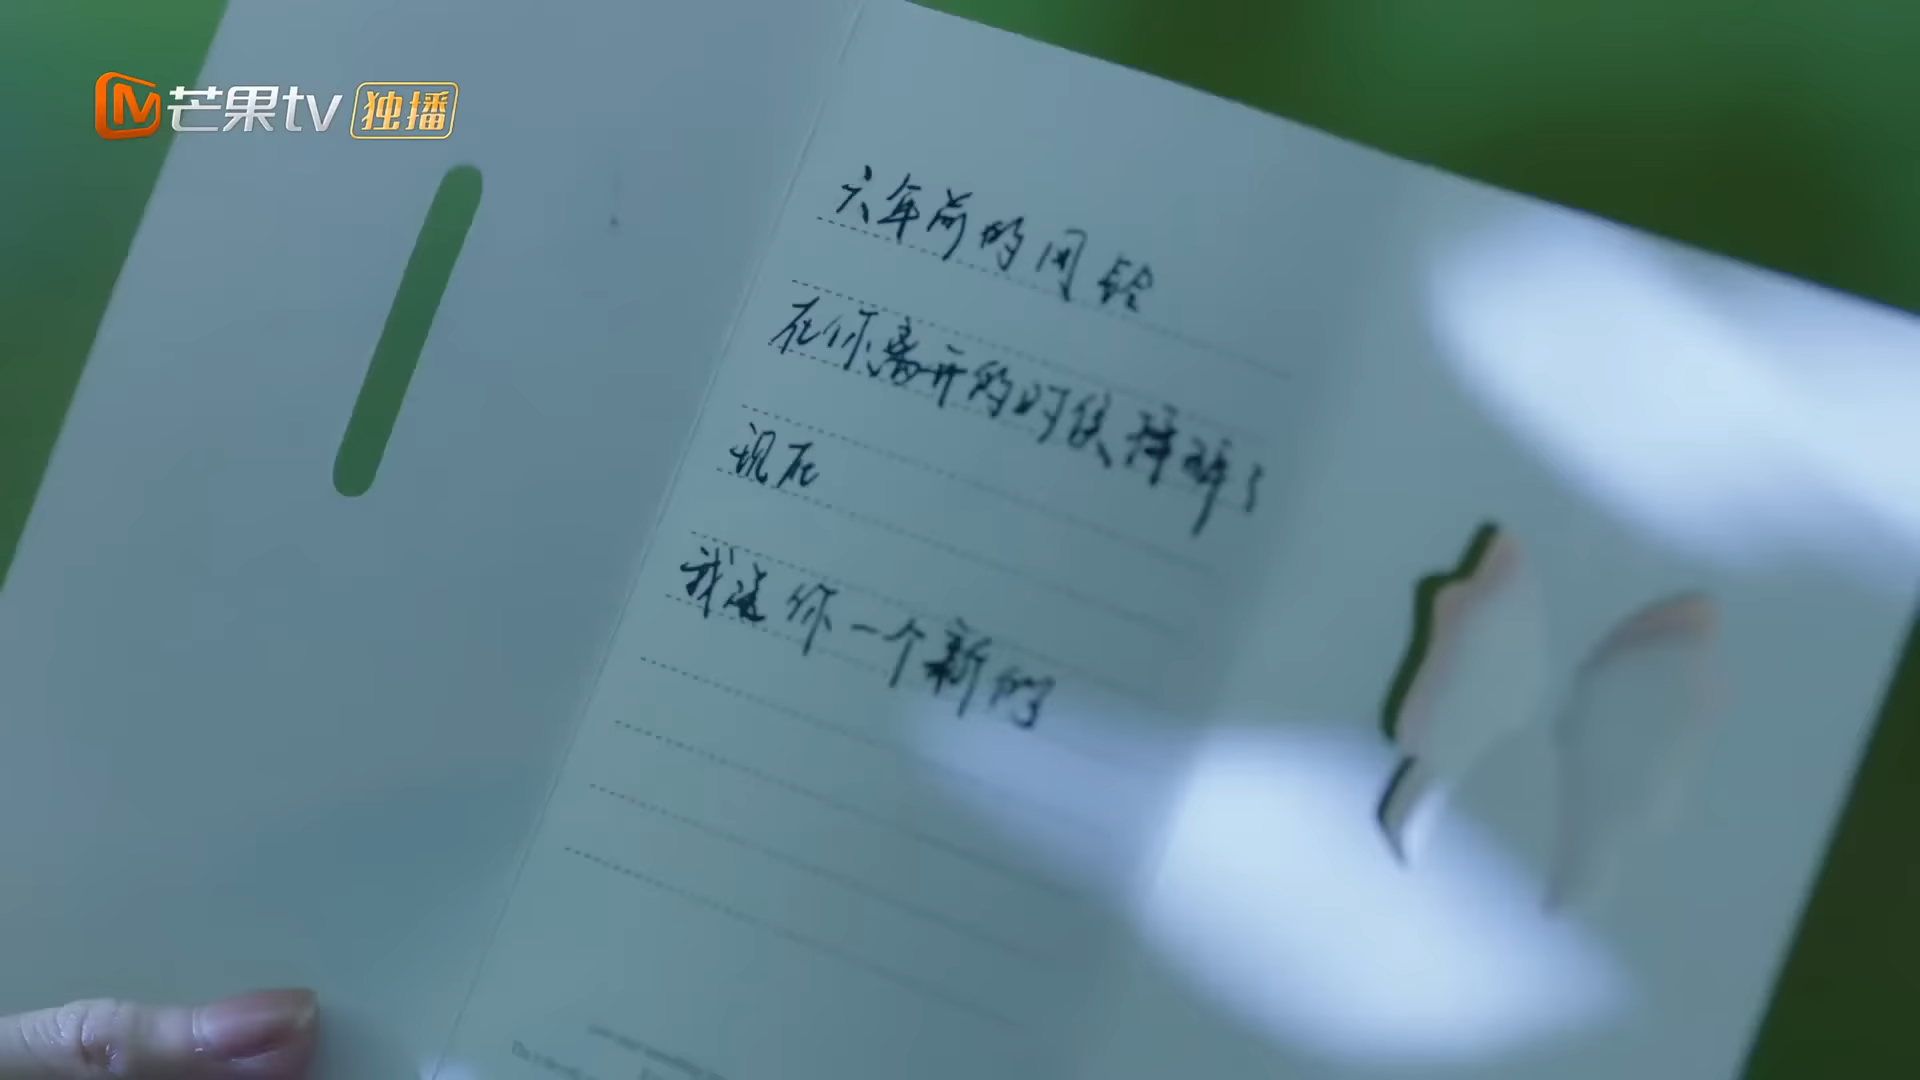 芒果tv 独播
六年前的风铃
在你离开的时候摔碎了
现在
我送你一个新的